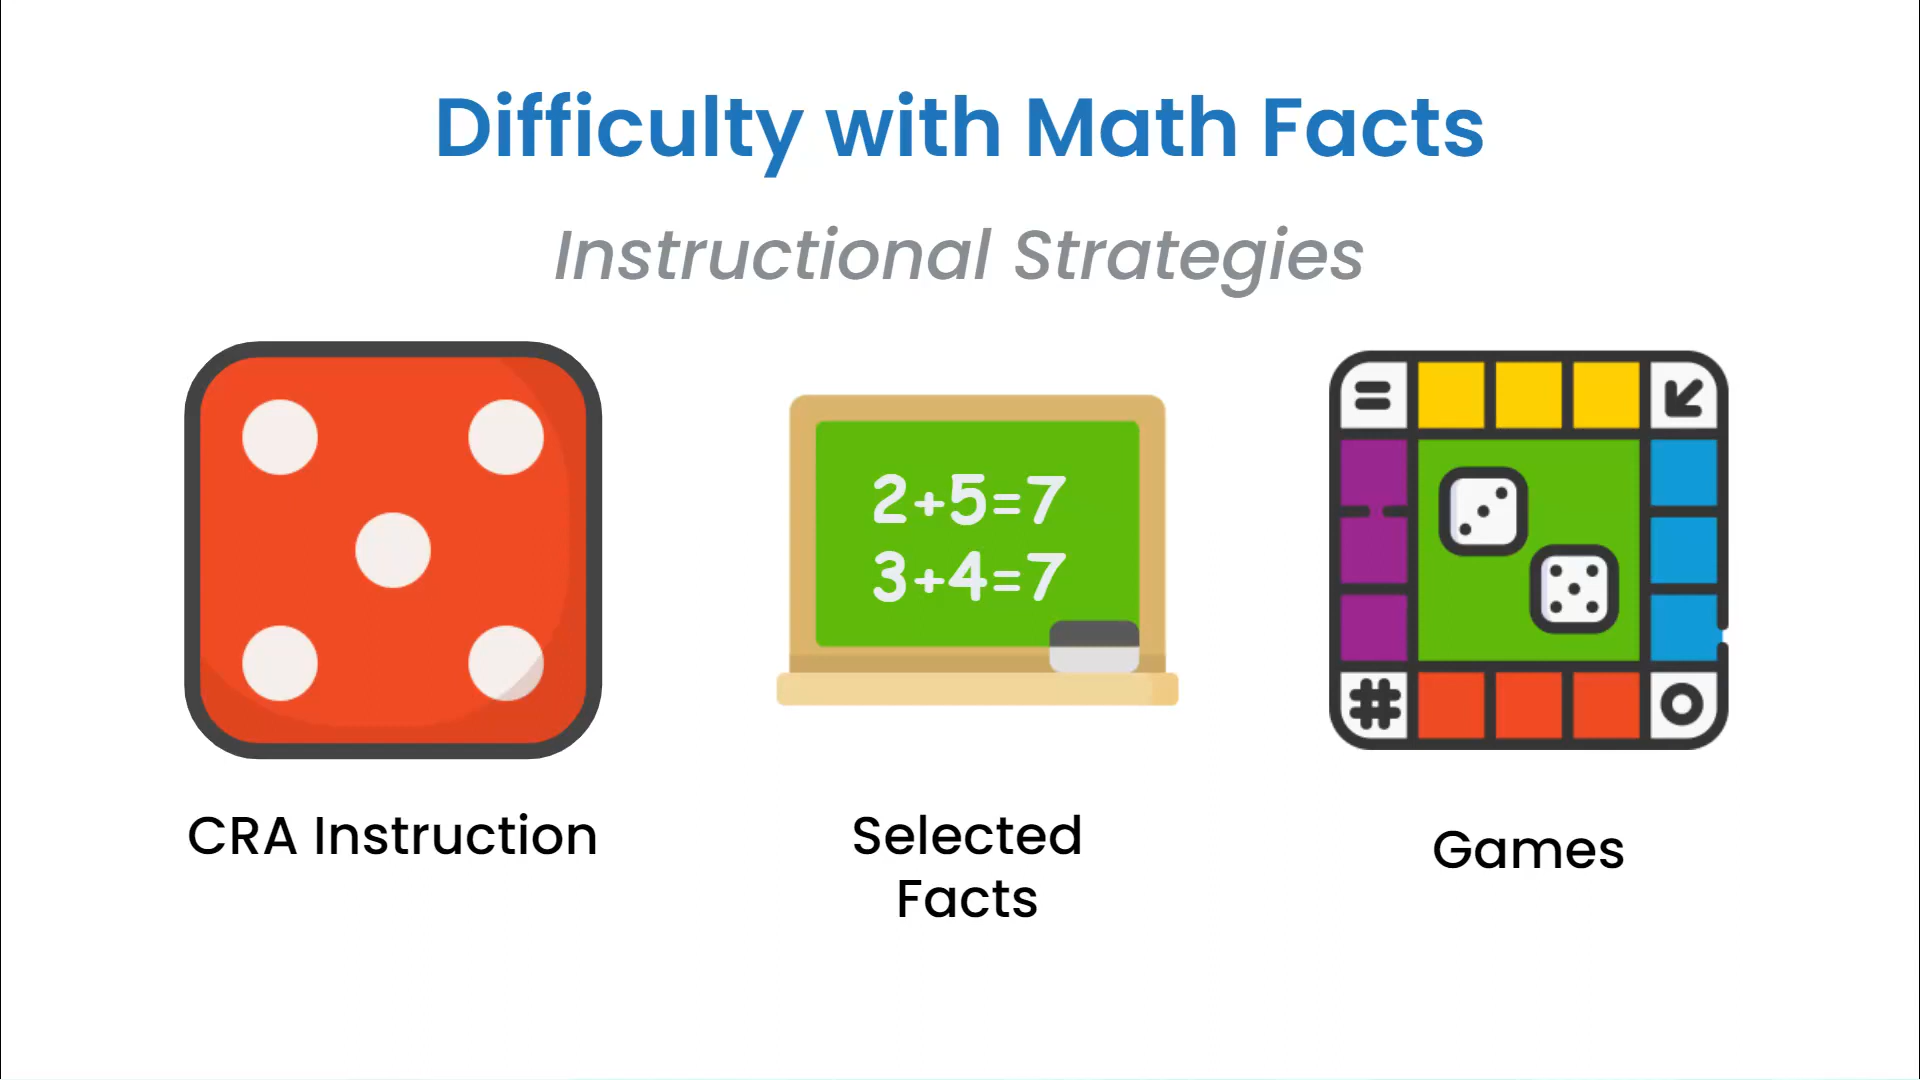 Difficulty with Math Facts
Instructional Strategies
2+5=7
3+4=7
=
#
CRA Instruction
Selected
Facts
Games